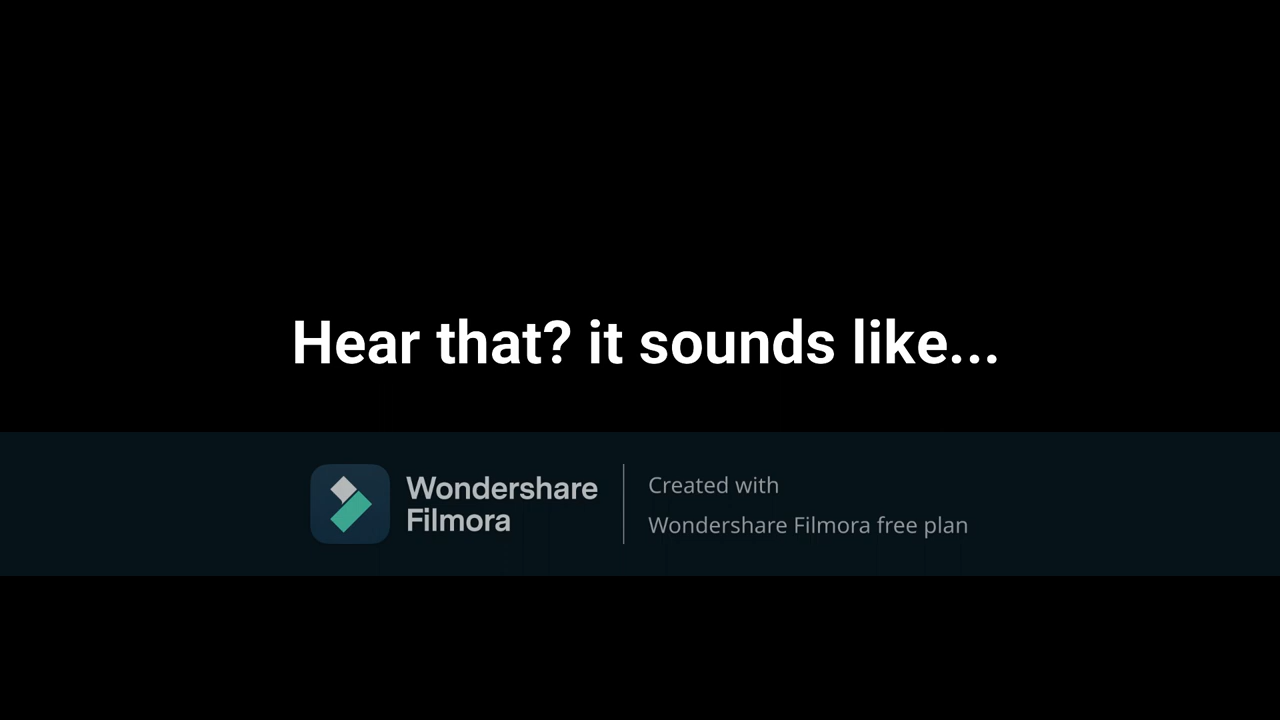 Hear that? it sounds like...
Wondershare
Filmora
Created with
Wondershare Filmora free plan